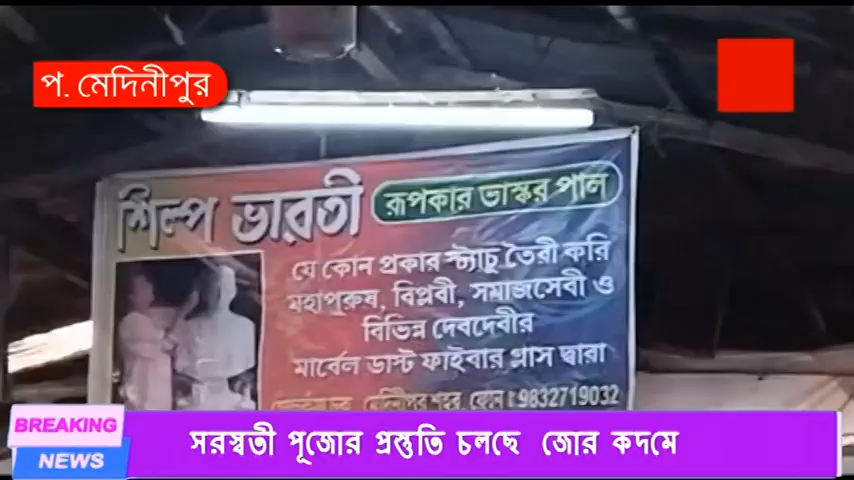 প. মেদিনীপুর
শিল্প ভারতী
রূপকার ভাস্কর পাল
যে কোন প্রকার স্ট্যাচু তৈরী করি
মহাপুরুষ, বিপ্লবী, সমাজসেবী ও
বিভিন্ন দেবদেবীর
মার্বেল ডাস্ট ফাইবার গ্লাস দ্বারা
মেদিনীপুর শহর, ফোন : 9832719032
BREAKING
NEWS
সরস্বতী পূজোর প্রস্তুতি চলছে জোর কদমে